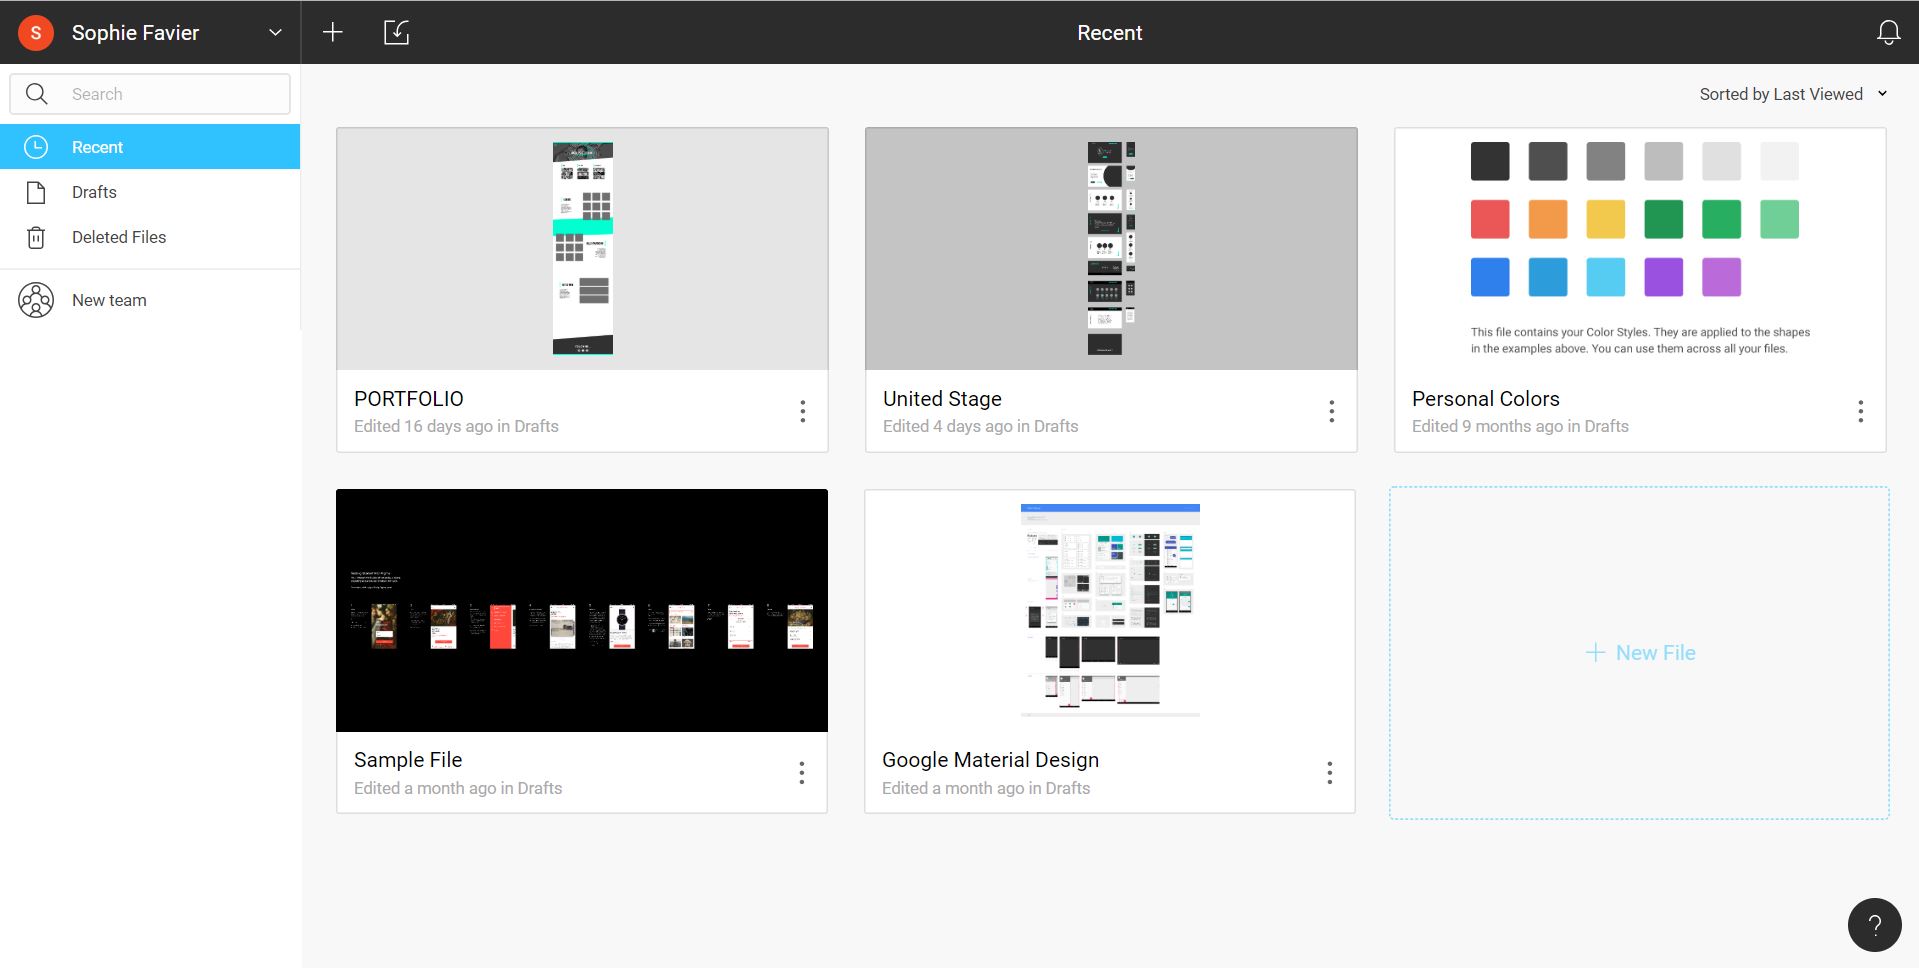 S
Sophie Favier
Recent
Search
Sorted by Last Viewed
Recent
Drafts
Deleted Files
New team
This file contains your Color Styles. They are applied to the shapes
in the examples above. You can use them across all your files.
PORTFOLIO
Edited 16 days ago in Drafts
United Stage
Edited 4 days ago in Drafts
Personal Colors
Edited 9 months ago in Drafts
+ New File
Sample File
Edited a month ago in Drafts
Google Material Design
Edited a month ago in Drafts
?